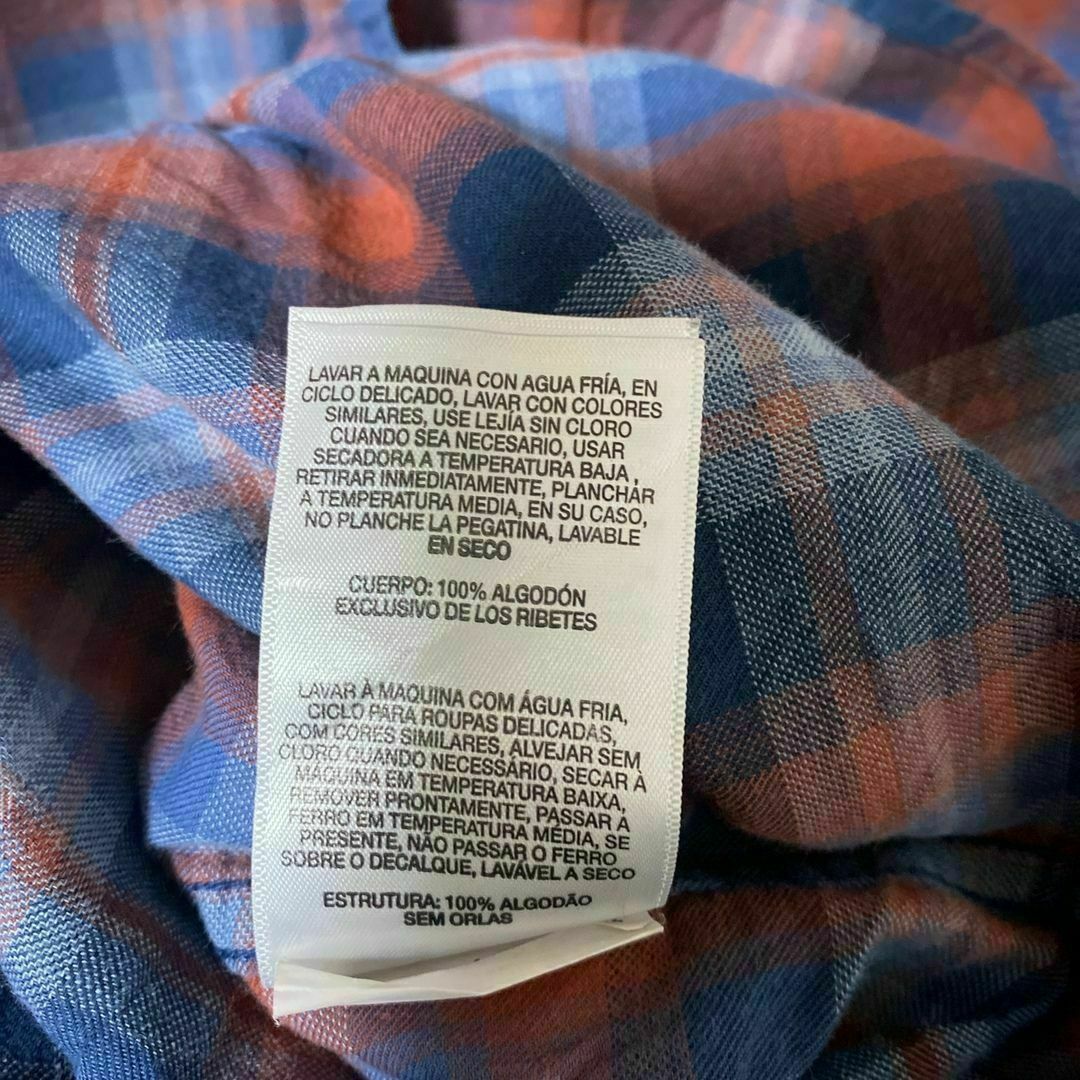 LAVAR A MAQUINA CON AGUA FRÍA, EN
CICLO DELICADO, LAVAR CON COLORES
SIMILARES, USE LEJÍA SIN CLORO
CUANDO SEA NECESARIO, USAR
SECADORA A TEMPERATURA BAJA ,
RETIRAR INMEDIATAMENTE, PLANCHAR
A TEMPERATURA MEDIA, EN SU CASO,
NO PLANCHE LA PEGATINA, LAVABLE
EN SECO
CUERPO: 100% ALGODÓN
EXCLUSIVO DE LOS RIBETES
LAVAR À MAQUINA COM ÁGUA FRIA,
CICLO PARA ROUPAS DELICADAS,
COM CORES SIMILARES, ALVEJAR SEM
CLORO QUANDO NECESSÁRIO, SECAR À
MAQUINA EM TEMPERATURA BAIXA,
REMOVER PRONTAMENTE, PASSAR A
FERRO EM TEMPERATURA MÉDIA, SE
PRESENTE, NÃO PASSAR O FERRO
SOBRE O DECALQUE, LAVÁVEL A SECO
ESTRUTURA: 100% ALGODÃO
SEM ORLAS